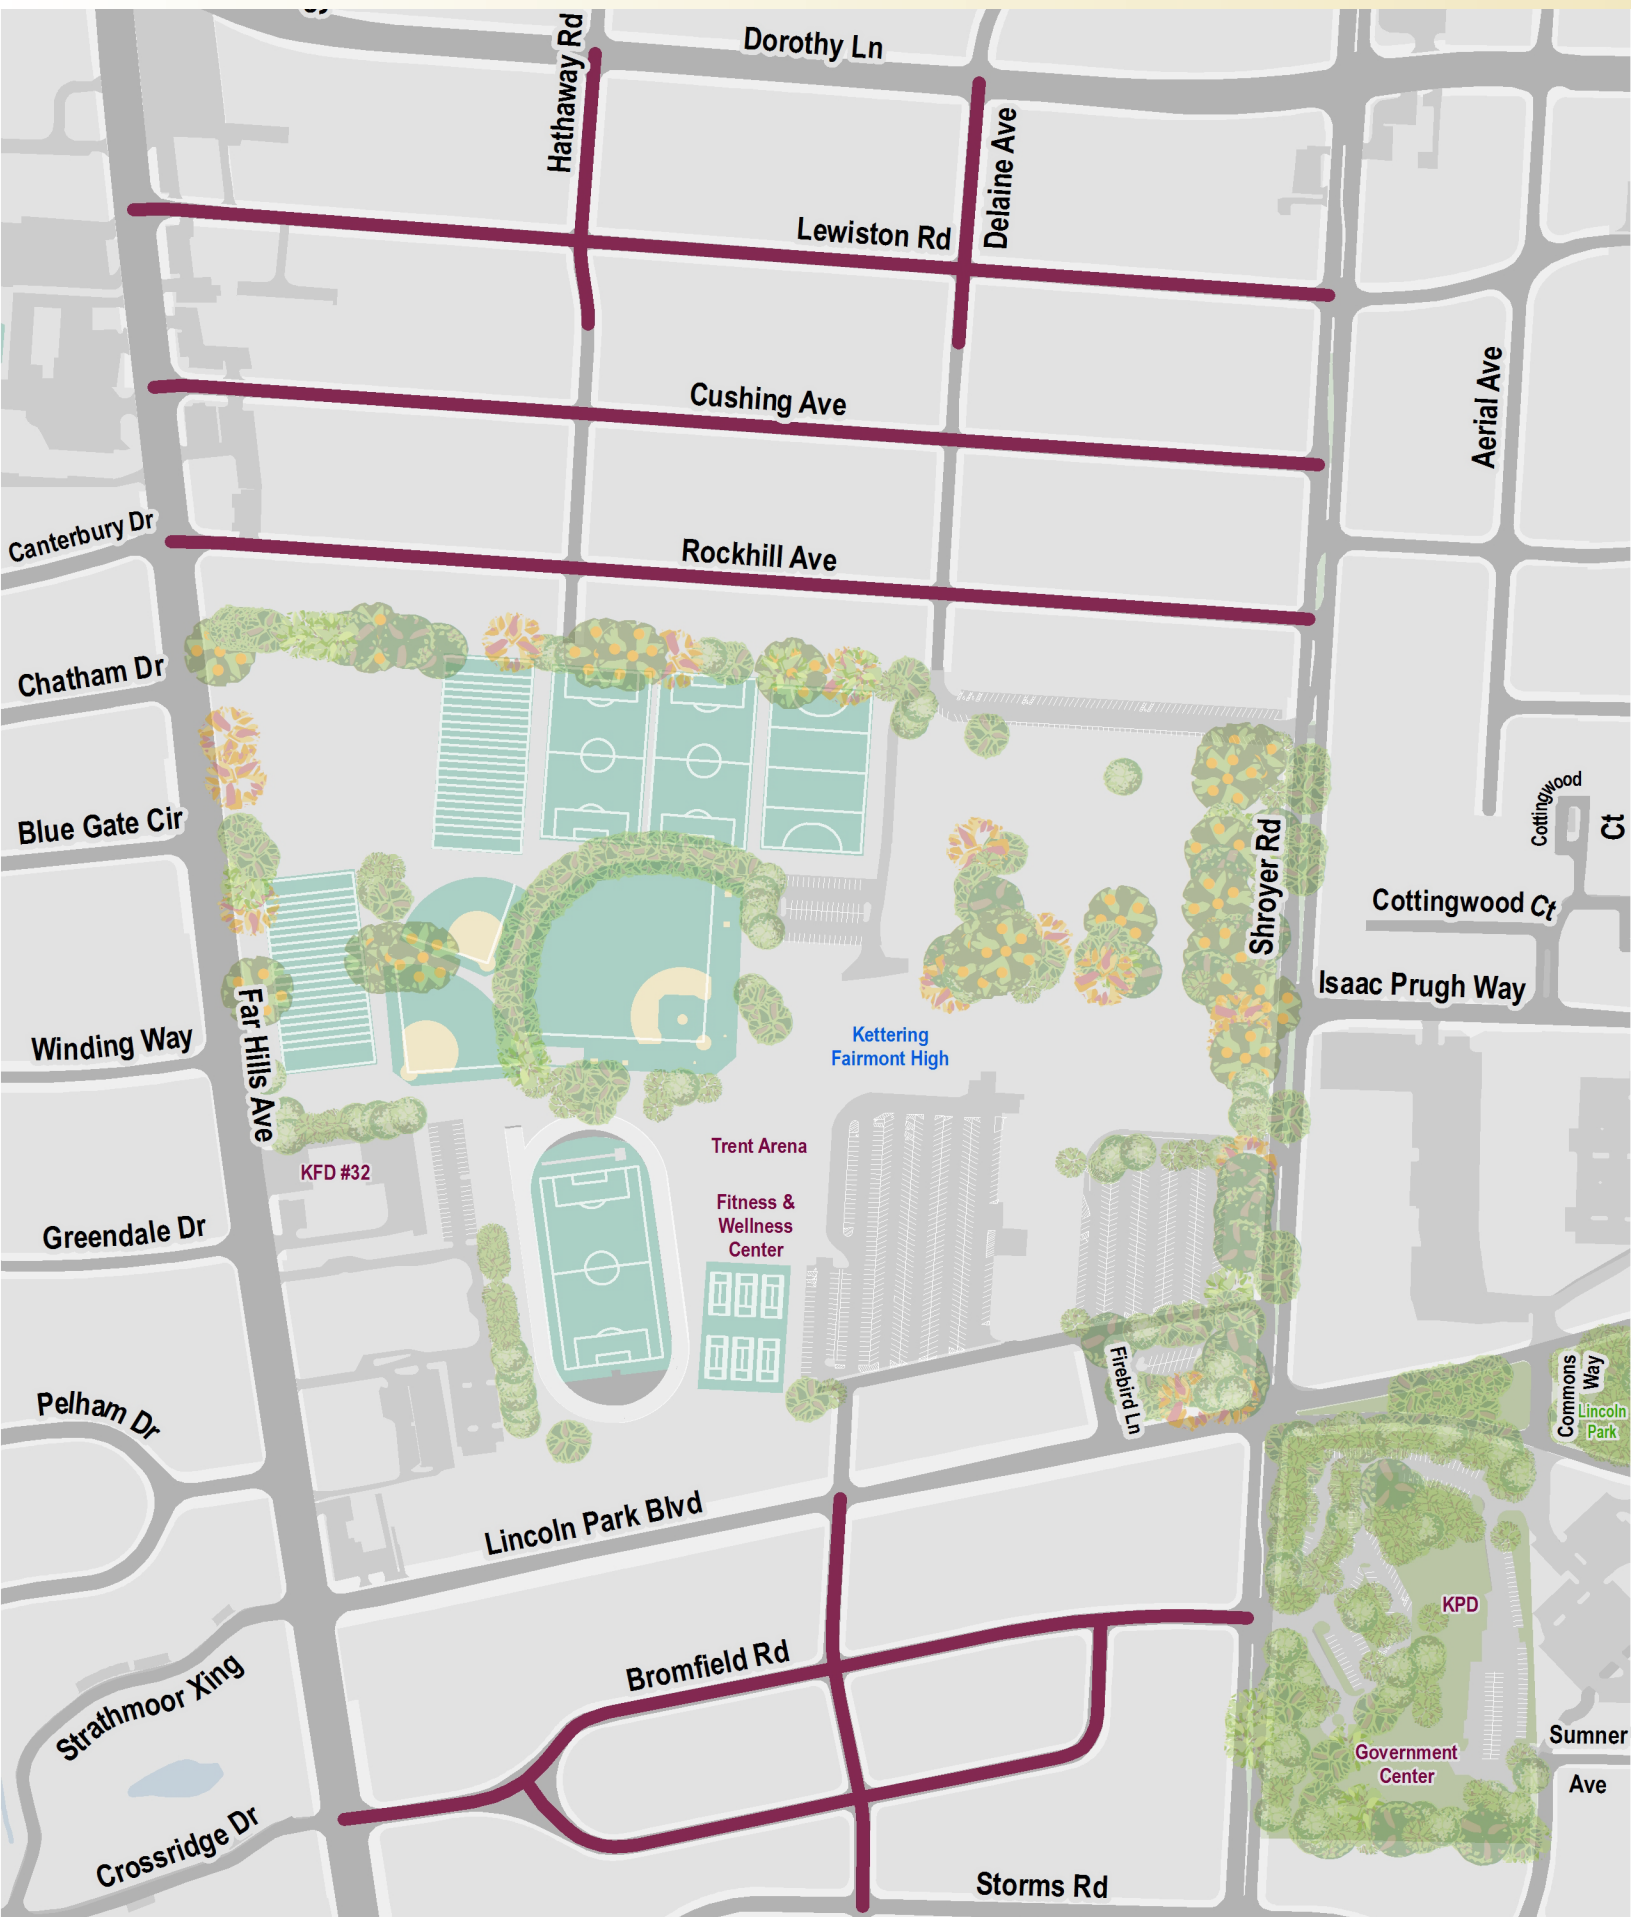 Hathaway Rd
Dorothy Ln
Delaine Ave
Lewiston Rd
Cushing Ave
Aerial Ave
Canterbury Dr
Rockhill Ave
Chatham Dr
Blue Gate Cir
Cottingwood
Ct
Shroyer Rd
Cottingwood Ct
Isaac Prugh Way
Far Hills Ave
Winding Way
Kettering
Fairmont High
Trent Arena
KFD #32
Fitness &
Wellness
Center
Greendale Dr
Firebird Ln
Commons
Way
Lincoln
Park
Pelham Dr
Lincoln Park Blvd
KPD
Bromfield Rd
Strathmoor Xing
Government
Center
Sumner
Ave
Crossridge Dr
Storms Rd